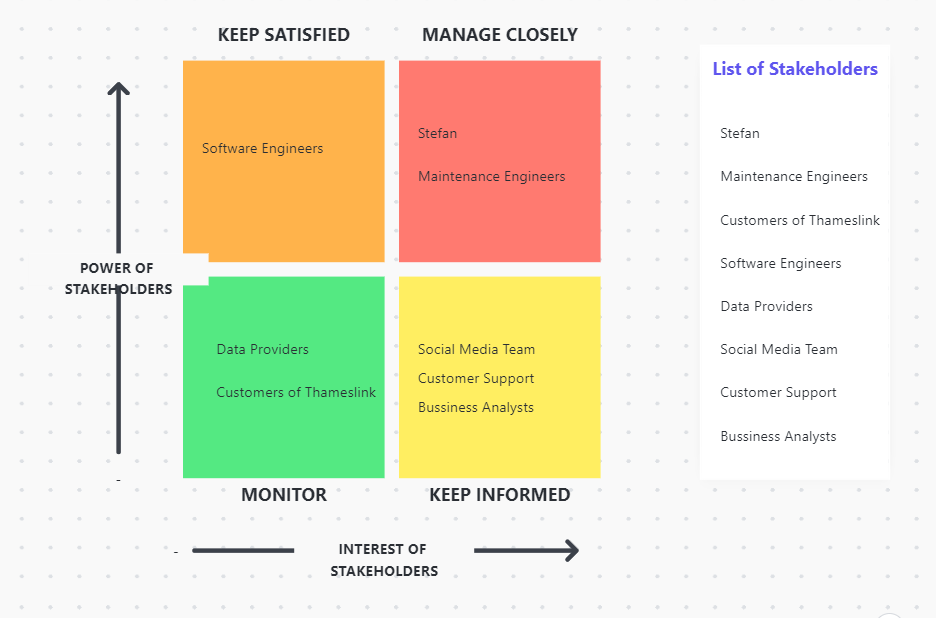 KEEP SATISFIED
MANAGE CLOSELY
Software Engineers
Stefan
Maintenance Engineers
POWER OF
STAKEHOLDERS
Data Providers
Customers of Thameslink
Social Media Team
Customer Support
Bussiness Analysts
-
MONITOR
KEEP INFORMED
-
INTEREST OF
STAKEHOLDERS
List of Stakeholders
Stefan
Maintenance Engineers
Customers of Thameslink
Software Engineers
Data Providers
Social Media Team
Customer Support
Bussiness Analysts